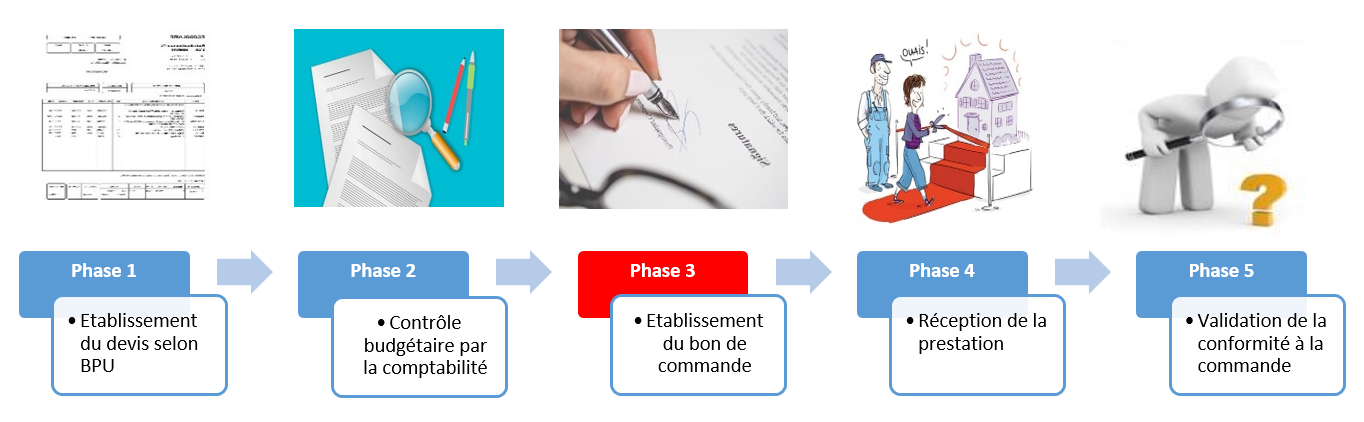 OUAIS!
Signatures
Phase 1
Phase 2
Phase 3
Phase 4
Phase 5
• Etablissement
du devis selon
BPU
• Contrôle
budgétaire par
la comptabilité
• Etablissement
du bon de
commande
• Réception de la
prestation
• Validation de la
conformité à la
commande